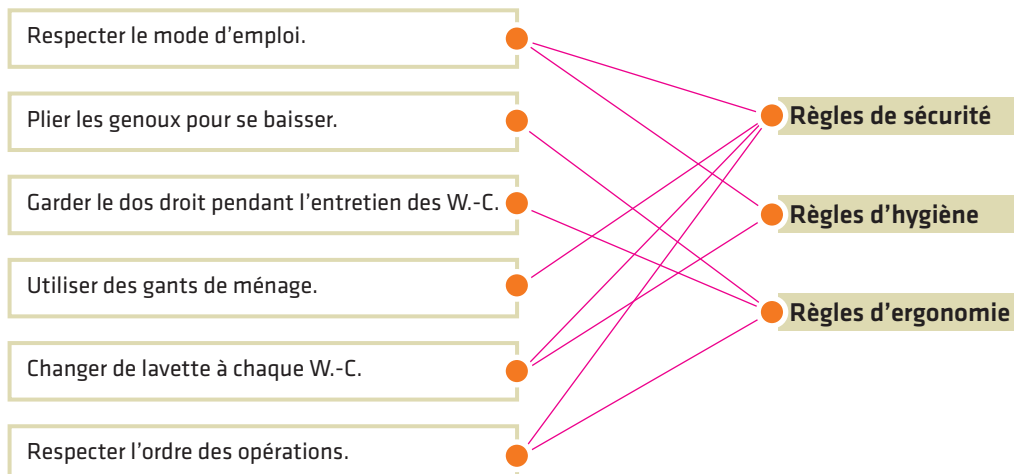 Respecter le mode d'emploi.
Plier les genoux pour se baisser.
Garder le dos droit pendant l'entretien des W.-C.
Utiliser des gants de ménage.
Changer de lavette à chaque W.-C.
Respecter l'ordre des opérations.
Règles de sécurité
Règles d'hygiène
Règles d'ergonomie